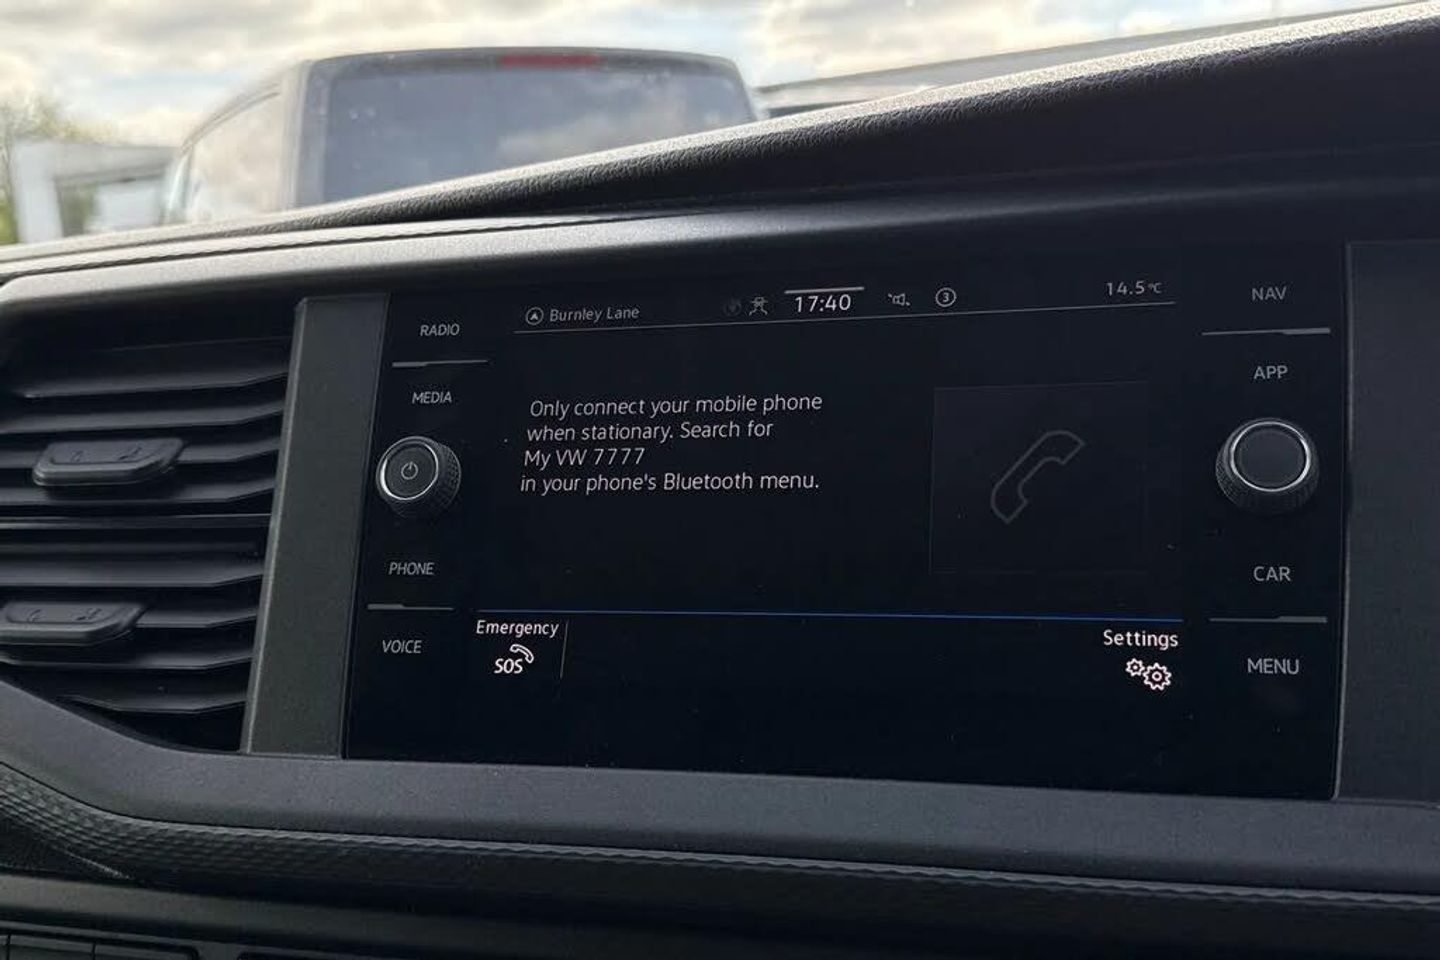 RADIO
MEDIA
PHONE
VOICE
Burnley Lane
17:40
3
14.5°C
Only connect your mobile phone
when stationary. Search for
My VW 7777
in your phone's Bluetooth menu.
Emergency
SOS
Settings
NAV
APP
CAR
MENU